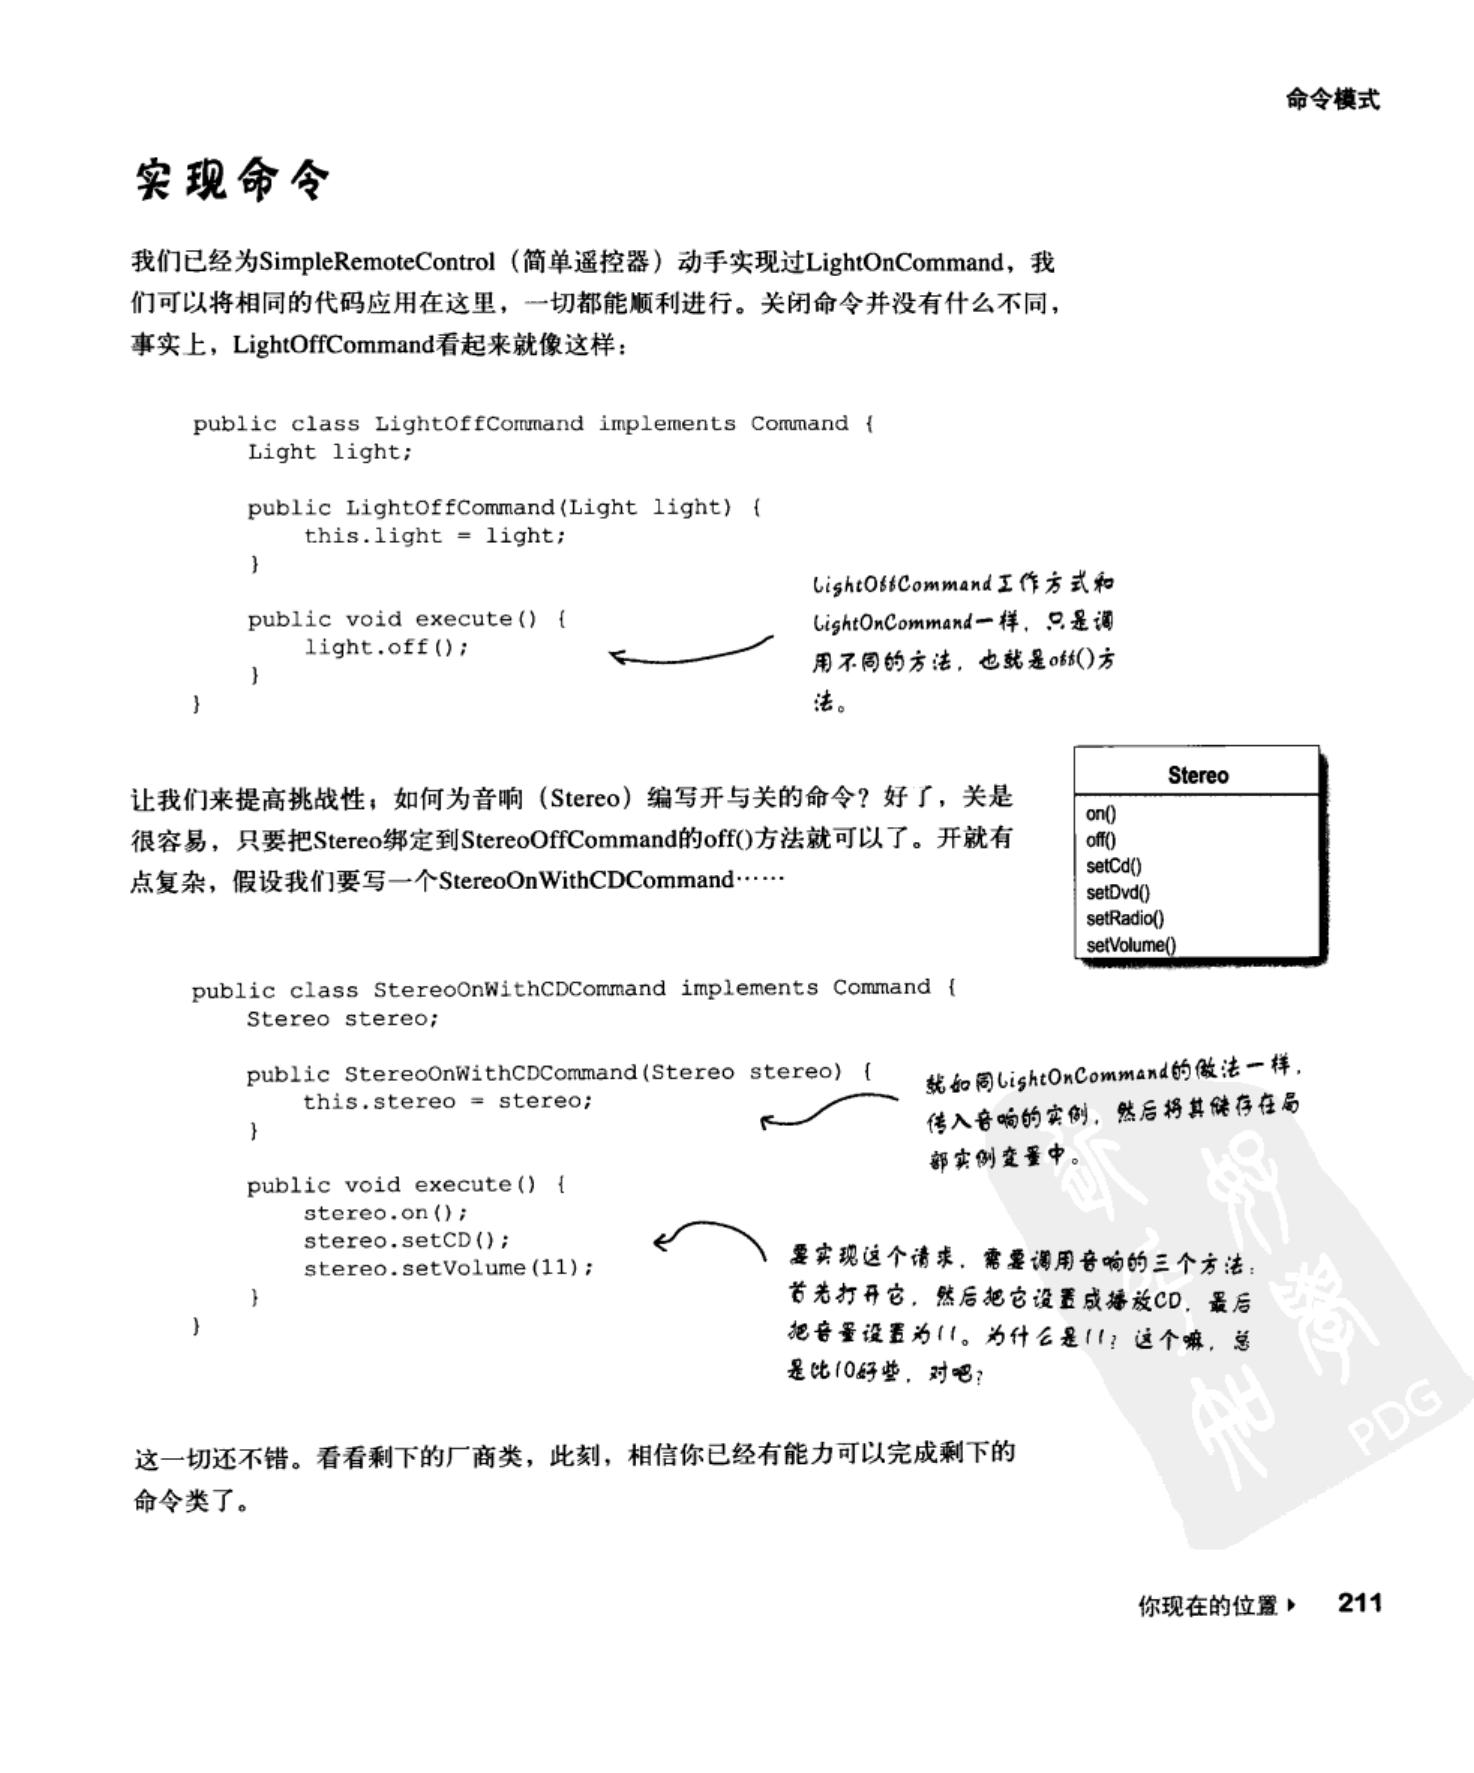 命令模式
实现命令
我们已经为SimpleRemoteControl（简单遥控器）动手实现过LightOnCommand，我
们可以将相同的代码应用在这里，一切都能顺利进行。关闭命令并没有什么不同，
事实上，LightOffCommand看起来就像这样：
public class LightOffCommand implements Command {
Light light;
public LightOffCommand(Light light) {
this.light = light;
}
public void execute() {
light.off();
}
}
LightOffCommand工作方式和
LightOnCommand一样，只是调
用不同的方法，也就是off()方
法。
让我们来提高挑战性；如何为音响（Stereo）编写开与关的命令？好了，关是
很容易，只要把Stereo绑定到StereoOffCommand的off()方法就可以了。开就有
点复杂，假设我们要写一个StereoOnWithCDCommand……
Stereo
on()
off()
setCd()
setDvd()
setRadio()
setVolume()
public class StereoOnWithCDCommand implements Command {
Stereo stereo;
public StereoOnWithCDCommand(Stereo stereo) {
this.stereo = stereo;
}
public void execute() {
stereo.on();
stereo.setCD();
stereo.setVolume(11);
}
}
就如同LightOnCommand的做法一样，
传入音响的实例，然后将其储存在局
部实例变量中。
要实现这个请求，需要调用音响的三个方法：
首先打开它，然后把它设置成播放CD，最后
把音量设置为11。为什么是11？这个嘛，总
是比10好些，对吧？
这一切还不错。看看剩下的厂商类，此刻，相信你已经有能力可以完成剩下的
命令类了。
PDG
你现在的位置 ▸ 211